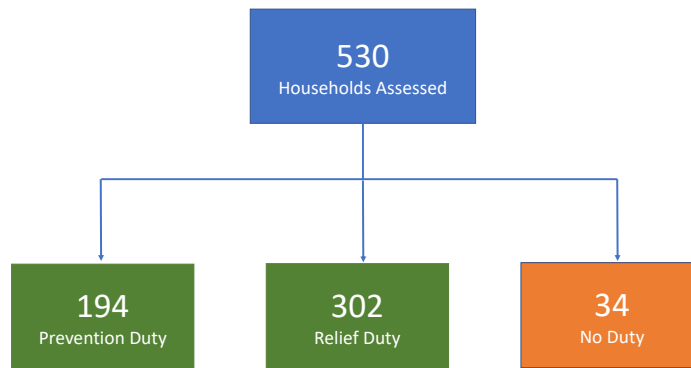 530
Households Assessed
194
Prevention Duty
302
Relief Duty
34
No Duty